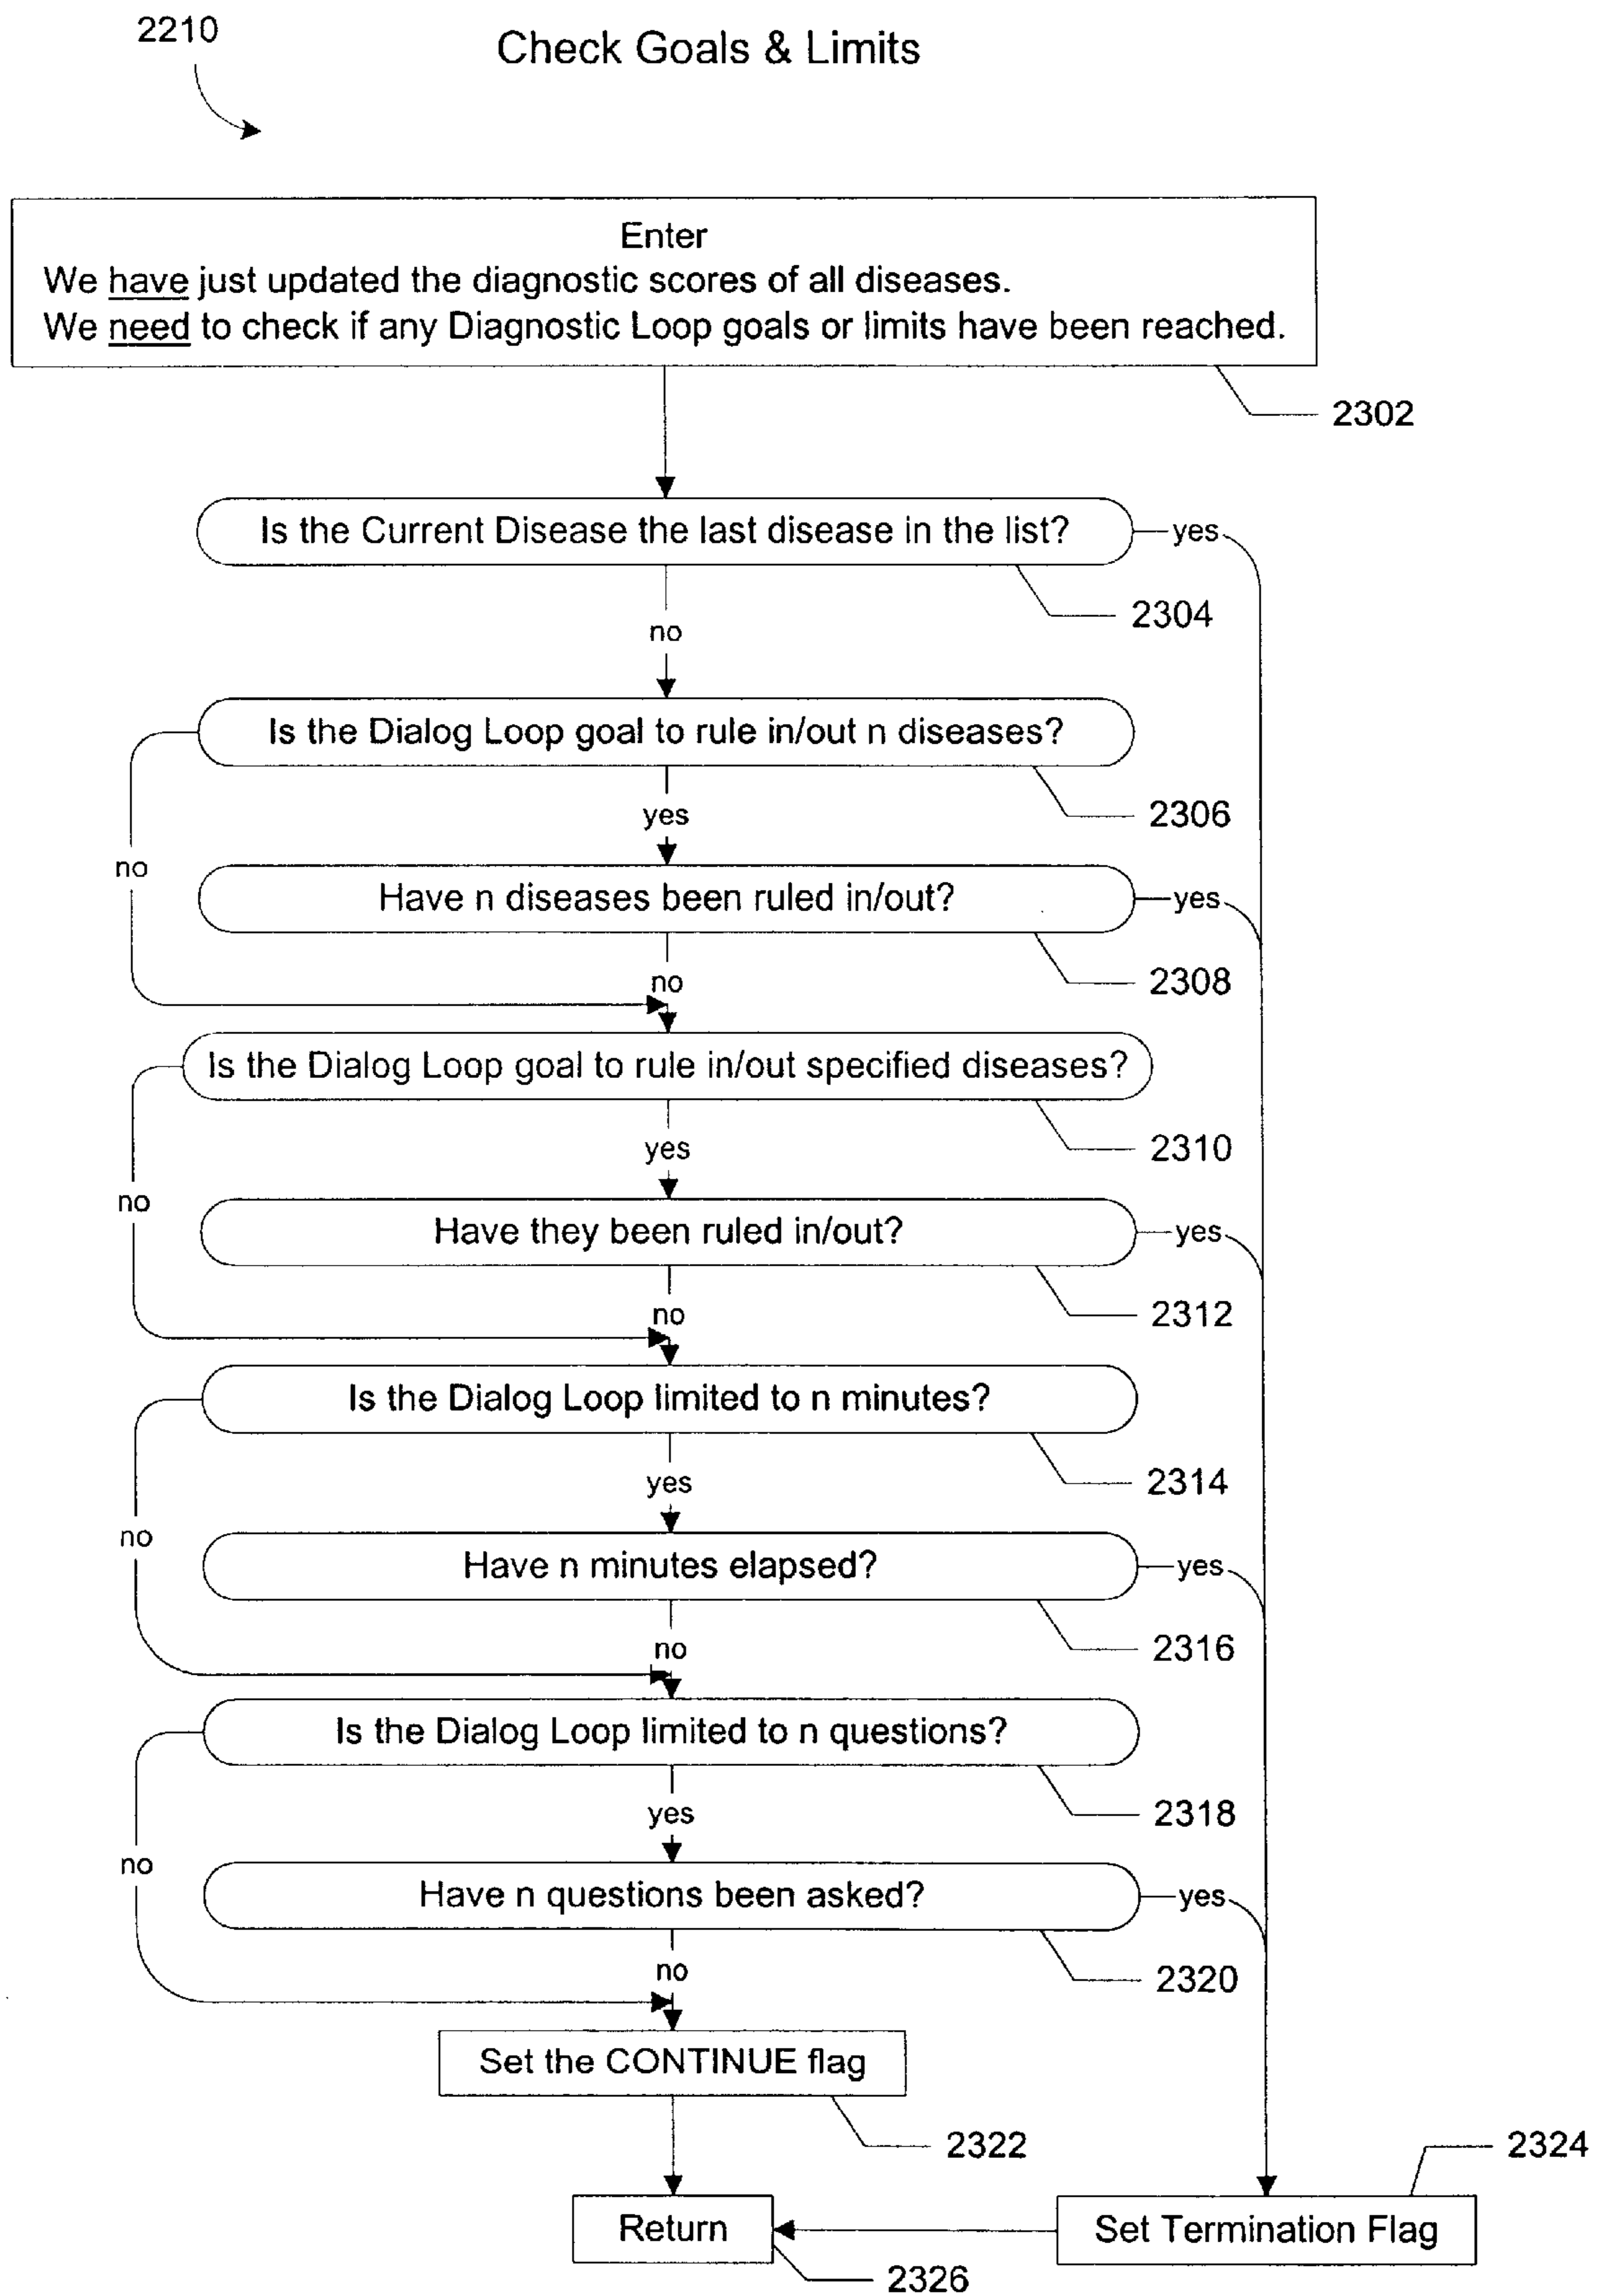 2210
Check Goals & Limits
Enter
We have just updated the diagnostic scores of all diseases.
We need to check if any Diagnostic Loop goals or limits have been reached.
2302
Is the Current Disease the last disease in the list?
yes
2304
no
Is the Dialog Loop goal to rule in/out n diseases?
2306
yes
no
Have n diseases been ruled in/out?
yes
2308
no
Is the Dialog Loop goal to rule in/out specified diseases?
2310
yes
no
Have they been ruled in/out?
yes
2312
no
Is the Dialog Loop limited to n minutes?
2314
yes
no
Have n minutes elapsed?
yes
2316
no
Is the Dialog Loop limited to n questions?
2318
yes
no
Have n questions been asked?
yes
2320
no
Set the CONTINUE flag
2322
2324
Return
Set Termination Flag
2326